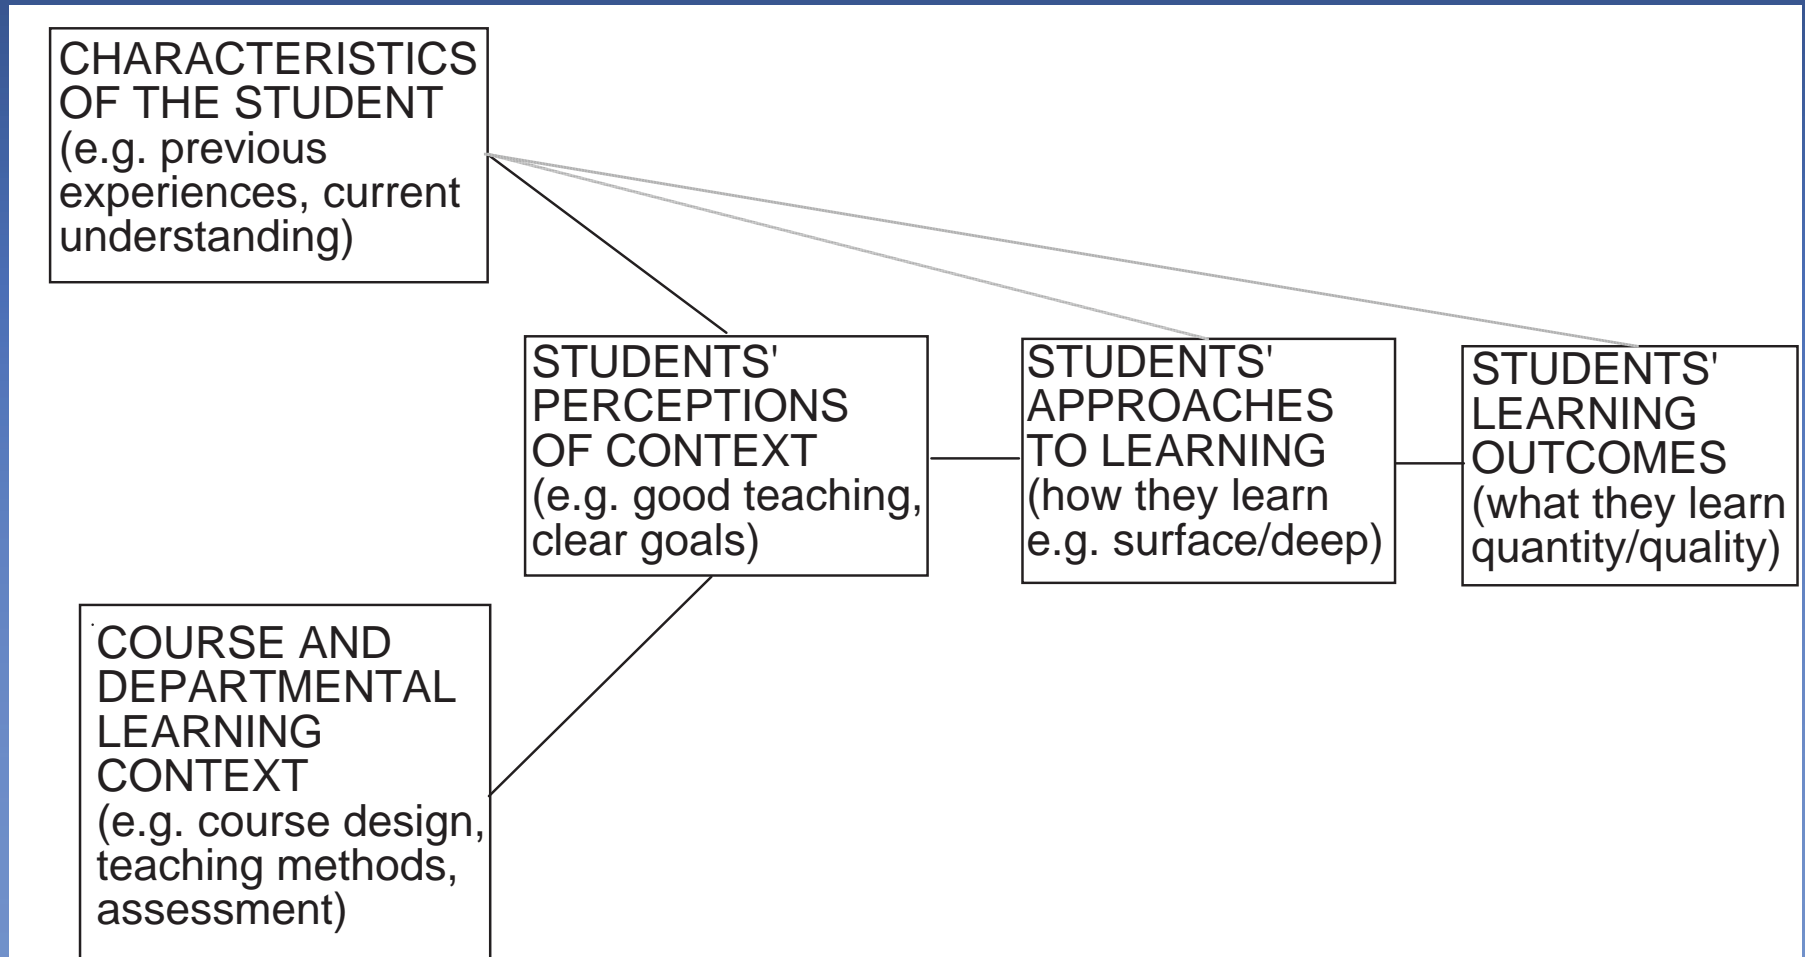 CHARACTERISTICS
OF THE STUDENT
(e.g. previous
experiences, current
understanding)
STUDENTS'
PERCEPTIONS
OF CONTEXT
(e.g. good teaching,
clear goals)
STUDENTS'
APPROACHES
TO LEARNING
(how they learn
e.g. surface/deep)
STUDENTS'
LEARNING
OUTCOMES
(what they learn
quantity/quality)
COURSE AND
DEPARTMENTAL
LEARNING
CONTEXT
(e.g. course design,
teaching methods,
assessment)